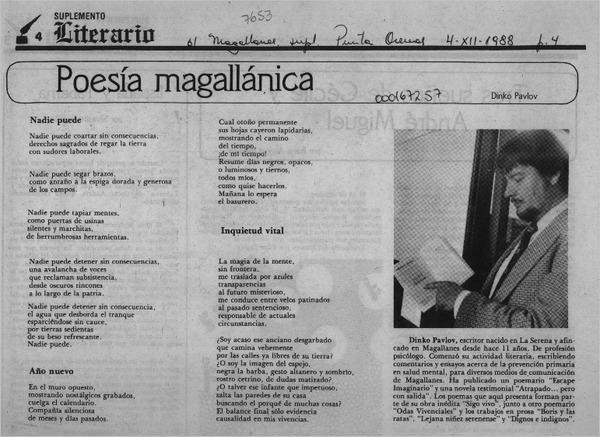 7653
SUPLEMENTO
4 Literario
el Magallanes supl. Punta Arenas 4-XII-1988 p. 4
Poesía magallánica
000167257
Dinko Pavlov
Nadie puede
Nadie puede coartar sin consecuencias,
derechos sagrados de regar la tierra
con sudores laborales.
Nadie puede segar brazos,
como antaño a la espiga dorada y generosa
de los campos.
Nadie puede tapiar mentes,
como puertas de usinas
silentes y marchitas,
de herrumbrosas herramientas.
Nadie puede detener sin consecuencias,
una avalancha de voces
que reclaman subsistencia,
desde oscuros rincones
a lo largo de la patria.
Nadie puede detener sin consecuencia,
el agua que desborda el tranque
esparciéndose sin cauce,
por tierras sedientas
de su beso refrescante.
Nadie puede.
Año nuevo
En el muro opuesto,
mostrando nostálgicos grabados,
cuelga el calendario.
Compañía silenciosa
de meses y días pasados.
Cual otoño permanente
sus hojas cayeron lapidarias,
mostrando el camino
del tiempo,
¡de mi tiempo!
Resume días negros, opacos,
o luminosos y tiernos,
todos míos,
como quise hacerlos.
Mañana lo espera
el basurero.
Inquietud vital
La magia de la mente,
sin frontera,
me traslada por azules
transparencias
al futuro misterioso,
me conduce entre velos patinados
al pasado sentencioso,
responsable de actuales
circunstancias.
¿Soy acaso ese anciano desgarbado
que camina vehemente
por las calles ya libres de su tierra?
¿O soy la imagen del espejo,
negra la barba, gesto altanero y sombrío,
rostro cetrino, de dudas matizado?
¿O talvez ese infante que impetuoso,
salta las paredes de su casa
buscando el porqué de muchas cosas?
El balance final sólo evidencia
causalidad en mis vivencias.
Dinko Pavlov, escritor nacido en La Serena y afin-
cado en Magallanes desde hace 11 años. De profesión
psicólogo. Comenzó su actividad literaria, escribiendo
comentarios y ensayos acerca de la prevención primaria
en salud mental, para diversos medios de comunicación
de Magallanes. Ha publicado un poemario "Escape
Imaginario" y una novela testimonial "Atrapado... pero
con salida". Los poemas que aquí presenta forman par-
te de su obra inédita "Sigo vivo", junto a otro poemario
"Odas Vivenciales" y los trabajos en prosa "Boris y las
ratas", "Lejana niñez serenense" y "Dignos e indignos".